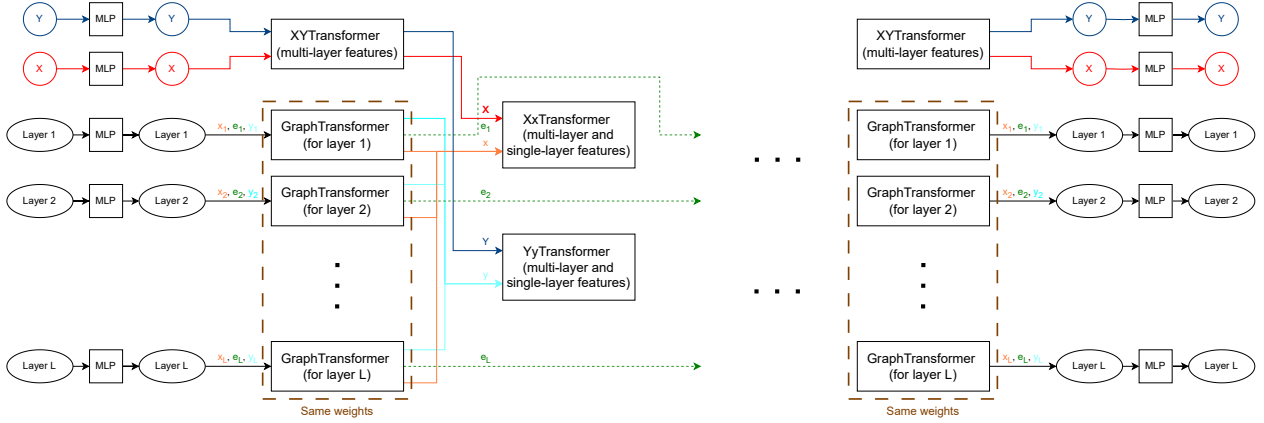 Y MLP Y
XYTransformer
(multi-layer features)
X MLP X
XYTransformer
(multi-layer features)
Y MLP Y
X MLP X
Layer 1 MLP Layer 1 x1, e1, y1
GraphTransformer
(for layer 1)
Layer 2 MLP Layer 2 x2, e2, y2
GraphTransformer
(for layer 2)
Layer L MLP Layer L xL, eL, yL
GraphTransformer
(for layer L)
Same weights
X
e1
x
XxTransformer
(multi-layer and
single-layer features)
e2
Y
y
YyTransformer
(multi-layer and
single-layer features)
eL
GraphTransformer
(for layer 1)
x1, e1, y1 Layer 1 MLP Layer 1
GraphTransformer
(for layer 2)
x2, e2, y2 Layer 2 MLP Layer 2
GraphTransformer
(for layer L)
xL, eL, yL Layer L MLP Layer L
Same weights